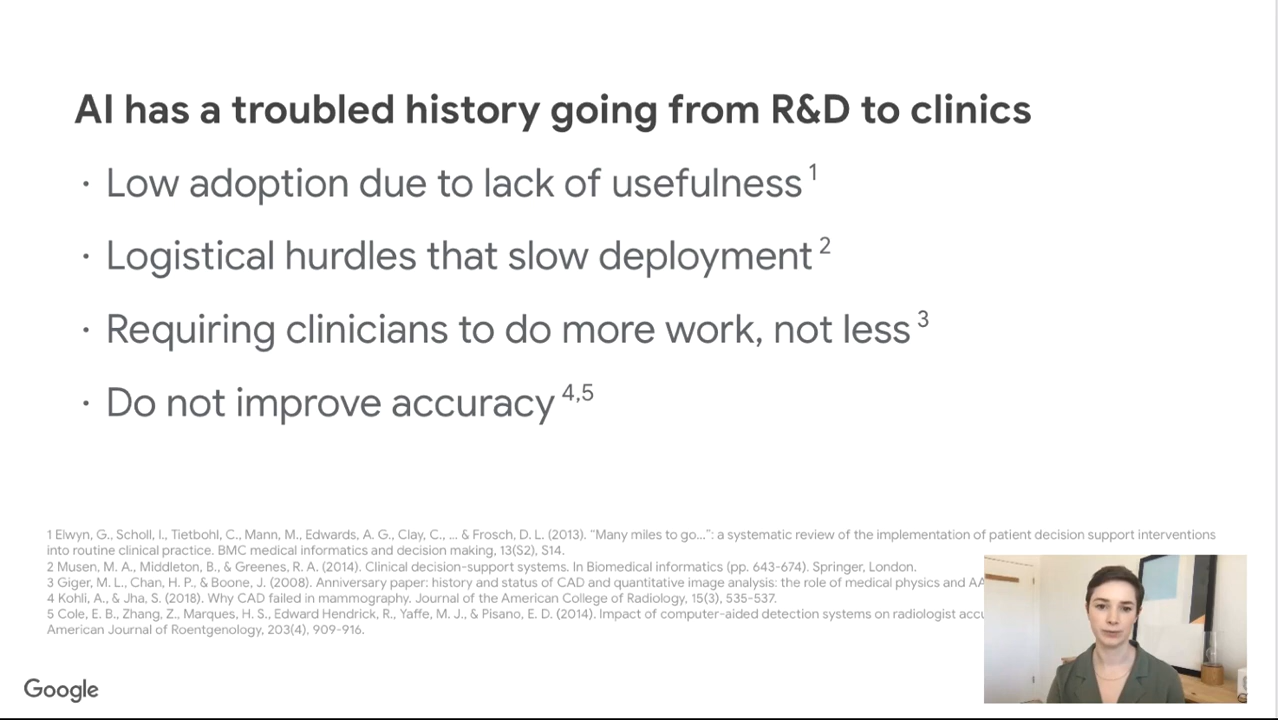 AI has a troubled history going from R&D to clinics
· Low adoption due to lack of usefulness 1
· Logistical hurdles that slow deployment 2
· Requiring clinicians to do more work, not less 3
· Do not improve accuracy 4,5
1 Elwyn, G., Scholl, I., Tietbohl, C., Mann, M., Edwards, A. G., Clay, C., ... & Frosch, D. L. (2013). "Many miles to go...": a systematic review of the implementation of patient decision support interventions
into routine clinical practice. BMC medical informatics and decision making, 13(S2), S14.
2 Musen, M. A., Middleton, B., & Greenes, R. A. (2014). Clinical decision-support systems. In Biomedical informatics (pp. 643-674). Springer, London.
3 Giger, M. L., Chan, H. P., & Boone, J. (2008). Anniversary paper: history and status of CAD and quantitative image analysis: the role of medical physics and
4 Kohli, A., & Jha, S. (2018). Why CAD failed in mammography. Journal of the American College of Radiology, 15(3), 535-537.
5 Cole, E. B., Zhang, Z., Marques, H. S., Edward Hendrick, R., Yaffe, M. J., & Pisano, E. D. (2014). Impact of computer-aided detection systems on radiologist
American Journal of Roentgenology, 203(4), 909-916.
Google